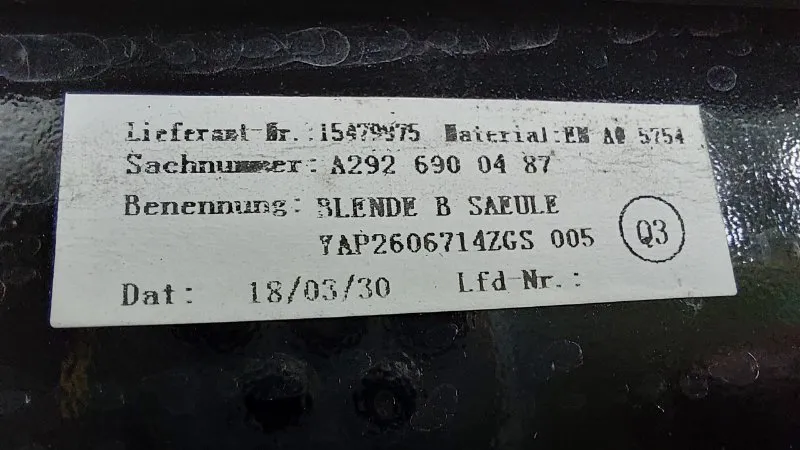 Lieferant-Nr.: 15479975 Material: EN AW 5754
Sachnummer: A292 690 04 87
Benennung: BLENDE B SAEULE
YAP2606714ZGS 005 Q3
Dat: 18/03/30 Lfd-Nr.: